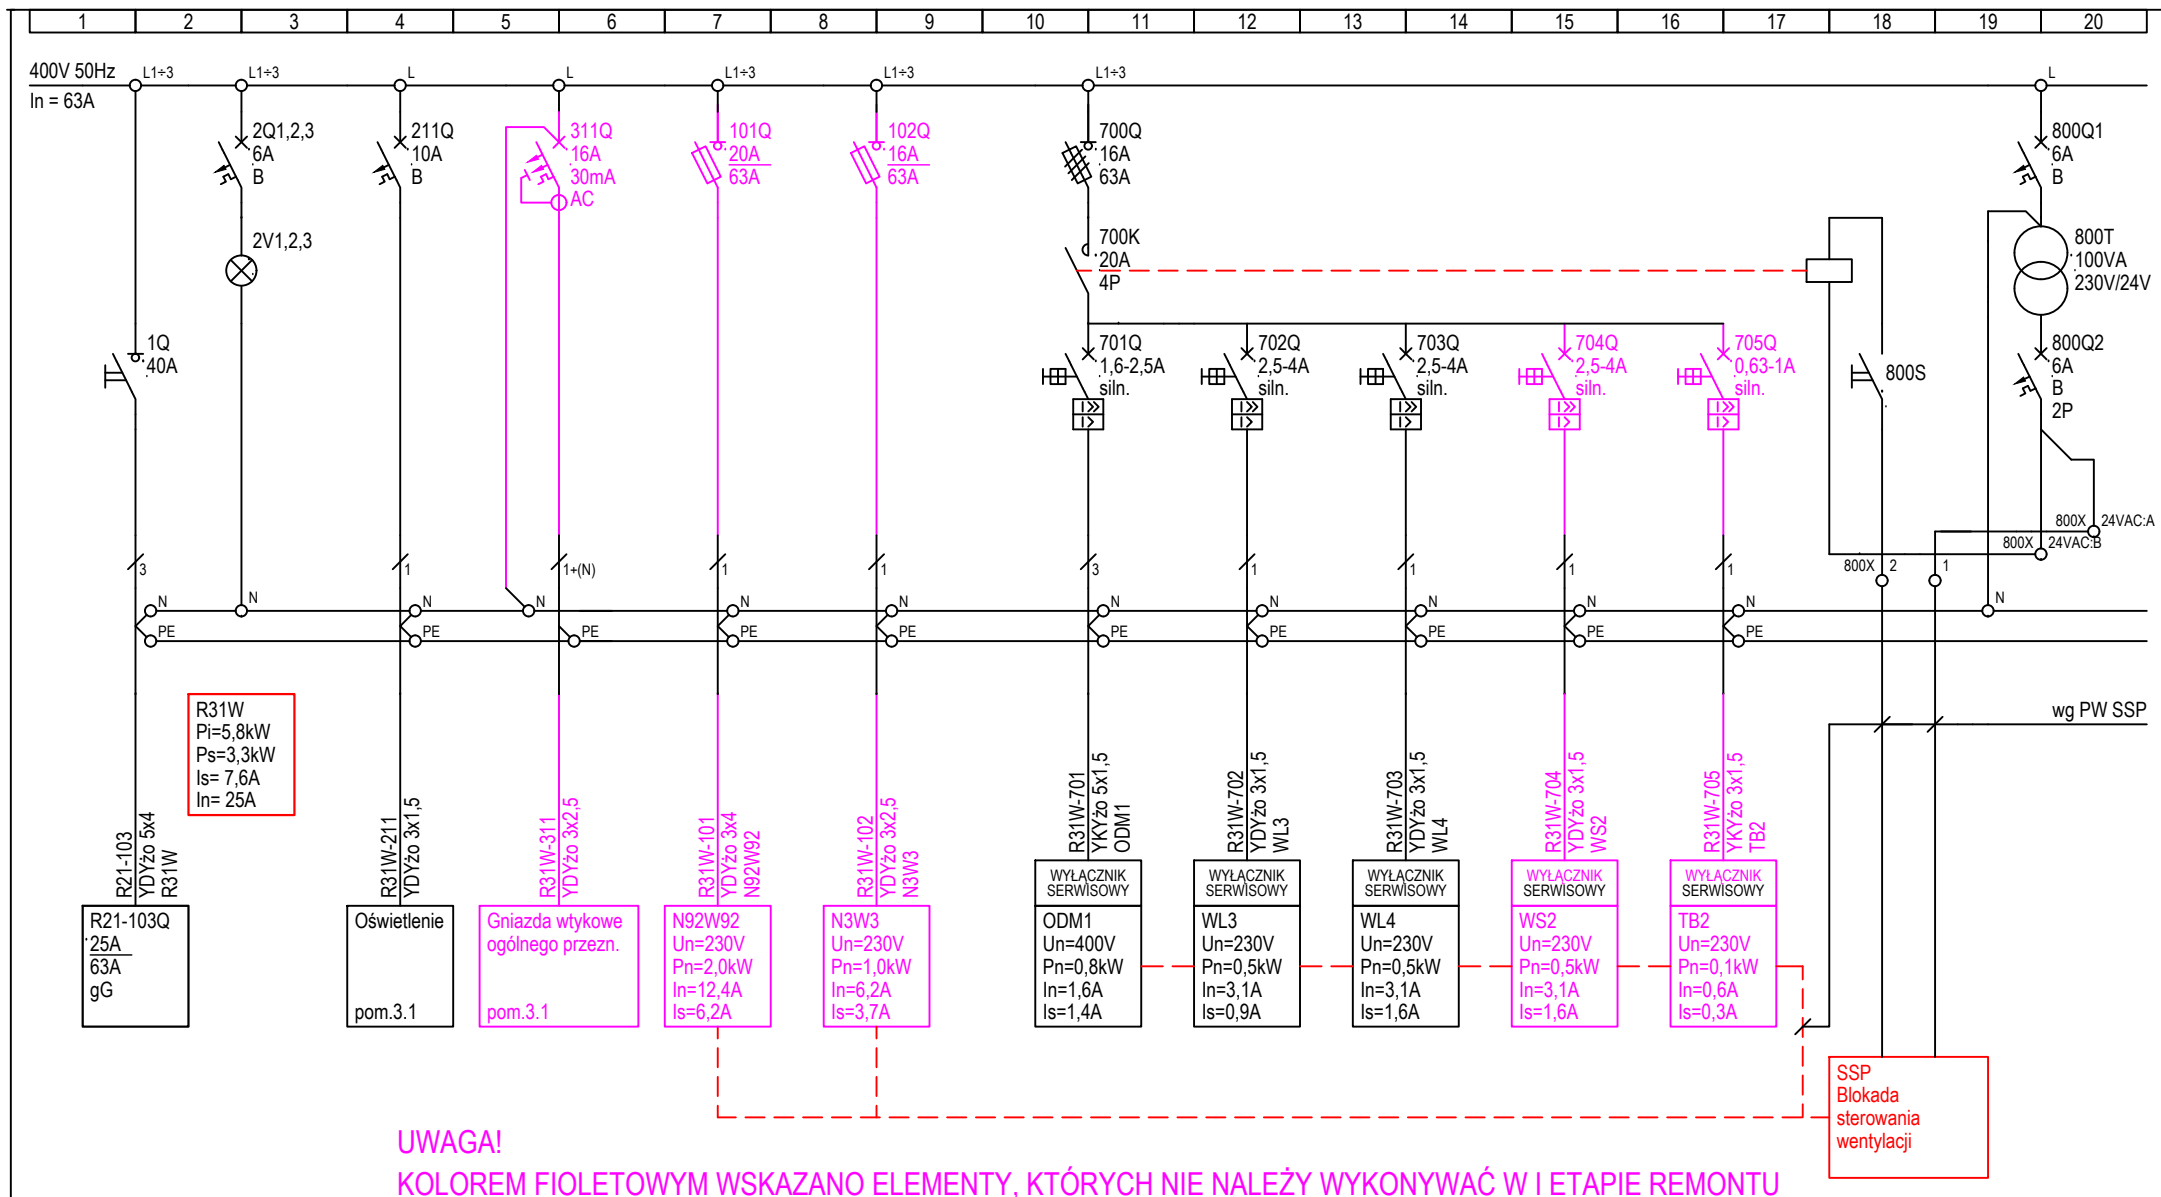 1 2 3 4 5 6 7 8 9 10 11 12 13 14 15 16 17 18 19 20
400V 50Hz
In = 63A
L1÷3
L1÷3
L
L
L1÷3
L1÷3
L1÷3
L
1Q
40A
2Q1,2,3
6A
B
2V1,2,3
211Q
10A
B
311Q
16A
30mA
AC
101Q
20A
63A
102Q
16A
63A
700Q
16A
63A
700K
20A
4P
701Q
1,6-2,5A
siln.
702Q
2,5-4A
siln.
703Q
2,5-4A
siln.
704Q
2,5-4A
siln.
705Q
0,63-1A
siln.
800S
800Q1
6A
B
800T
100VA
230V/24V
800Q2
6A
B
2P
800X 24VAC:A
800X 24VAC:B
800X 2 1
3 1 1+(N) 1 1 3 1 1 1 1
N N N N N N N N N N N N
PE PE PE PE PE PE PE PE PE PE
wg PW SSP
R31W
Pi=5,8kW
Ps=3,3kW
Is= 7,6A
In= 25A
R21-103
YDYżo 5x4
R31W
R31W-211
YDYżo 3x1,5
R31W-311
YDYżo 3x2,5
R31W-101
YDYżo 3x4
N92W92
R31W-102
YDYżo 3x2,5
N3W3
R31W-701
YKYżo 5x1,5
ODM1
R31W-702
YDYżo 3x1,5
WL3
R31W-703
YDYżo 3x1,5
WL4
R31W-704
YDYżo 3x1,5
WS2
R31W-705
YKYżo 3x1,5
TB2
R21-103Q
25A
63A
gG
Oświetlenie
pom.3.1
Gniazda wtykowe
ogólnego przezn.
pom.3.1
N92W92
Un=230V
Pn=2,0kW
In=12,4A
Is=6,2A
N3W3
Un=230V
Pn=1,0kW
In=6,2A
Is=3,7A
WYŁĄCZNIK
SERWISOWY
ODM1
Un=400V
Pn=0,8kW
In=1,6A
Is=1,4A
WYŁĄCZNIK
SERWISOWY
WL3
Un=230V
Pn=0,5kW
In=3,1A
Is=0,9A
WYŁĄCZNIK
SERWISOWY
WL4
Un=230V
Pn=0,5kW
In=3,1A
Is=1,6A
WYŁĄCZNIK
SERWISOWY
WS2
Un=230V
Pn=0,5kW
In=3,1A
Is=1,6A
WYŁĄCZNIK
SERWISOWY
TB2
Un=230V
Pn=0,1kW
In=0,6A
Is=0,3A
SSP
Blokada
sterowania
wentylacji
UWAGA!
KOLOREM FIOLETOWYM WSKAZANO ELEMENTY, KTÓRYCH NIE NALEŻY WYKONYWAĆ W I ETAPIE REMONTU